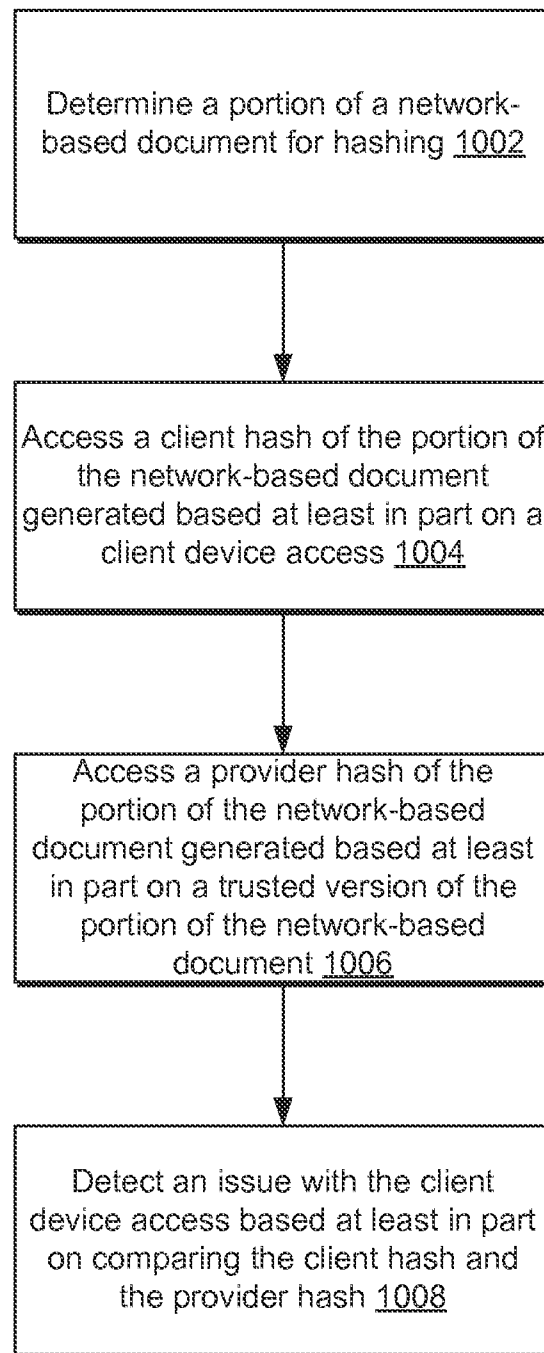 Determine a portion of a network-
based document for hashing 1002
Access a client hash of the portion of
the network-based document
generated based at least in part on a
client device access 1004
Access a provider hash of the
portion of the network-based
document generated based at least
in part on a trusted version of the
portion of the network-based
document 1006
Detect an issue with the client
device access based at least in part
on comparing the client hash and
the provider hash 1008